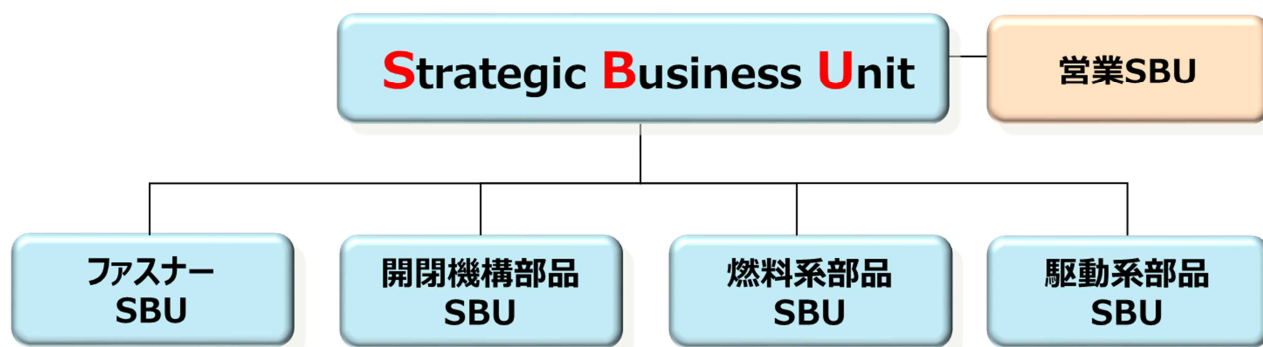 Strategic Business Unit
営業SBU
ファスナー
SBU
開閉機構部品
SBU
燃料系部品
SBU
駆動系部品
SBU